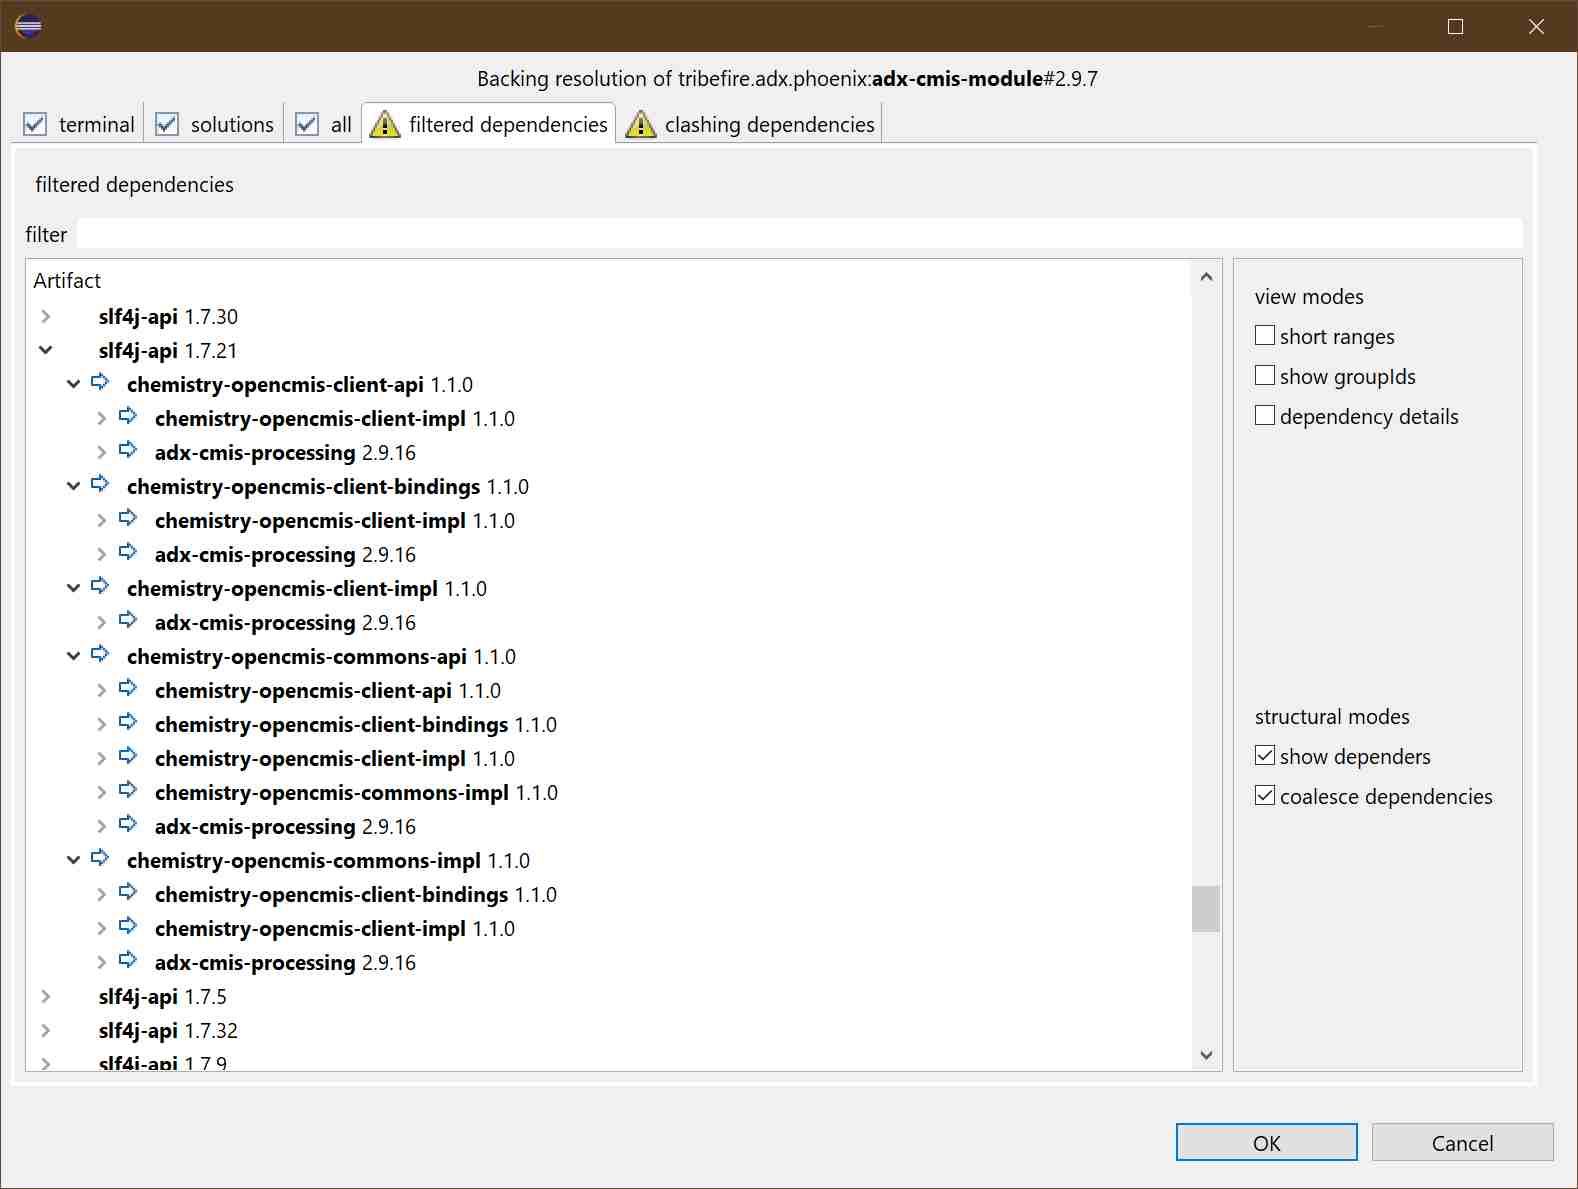 Backing resolution of tribefire.adx.phoenix:adx-cmis-module#2.9.7
terminal solutions all filtered dependencies clashing dependencies
filtered dependencies
filter
Artifact
slf4j-api 1.7.30
slf4j-api 1.7.21
chemistry-opencmis-client-api 1.1.0
chemistry-opencmis-client-impl 1.1.0
adx-cmis-processing 2.9.16
chemistry-opencmis-client-bindings 1.1.0
chemistry-opencmis-client-impl 1.1.0
adx-cmis-processing 2.9.16
chemistry-opencmis-client-impl 1.1.0
adx-cmis-processing 2.9.16
chemistry-opencmis-commons-api 1.1.0
chemistry-opencmis-client-api 1.1.0
chemistry-opencmis-client-bindings 1.1.0
chemistry-opencmis-client-impl 1.1.0
chemistry-opencmis-commons-impl 1.1.0
adx-cmis-processing 2.9.16
chemistry-opencmis-commons-impl 1.1.0
chemistry-opencmis-client-bindings 1.1.0
chemistry-opencmis-client-impl 1.1.0
adx-cmis-processing 2.9.16
slf4j-api 1.7.5
slf4j-api 1.7.32
slf4j-api 1.7.9
view modes
short ranges
show groupIds
dependency details
structural modes
show dependers
coalesce dependencies
OK Cancel